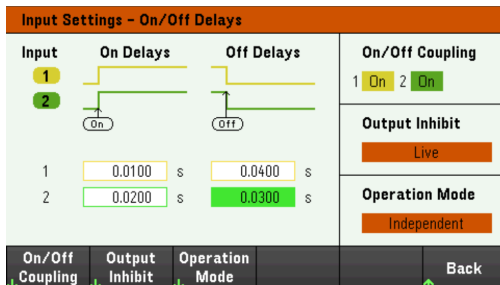 Input Settings - On/Off Delays
Input On Delays Off Delays
1
2
On Off
1 0.0100 s 0.0400 s
2 0.0200 s 0.0300 s
On/Off Coupling
1 On 2 On
Output Inhibit
Live
Operation Mode
Independent
On/Off Coupling
Output Inhibit
Operation Mode
Back